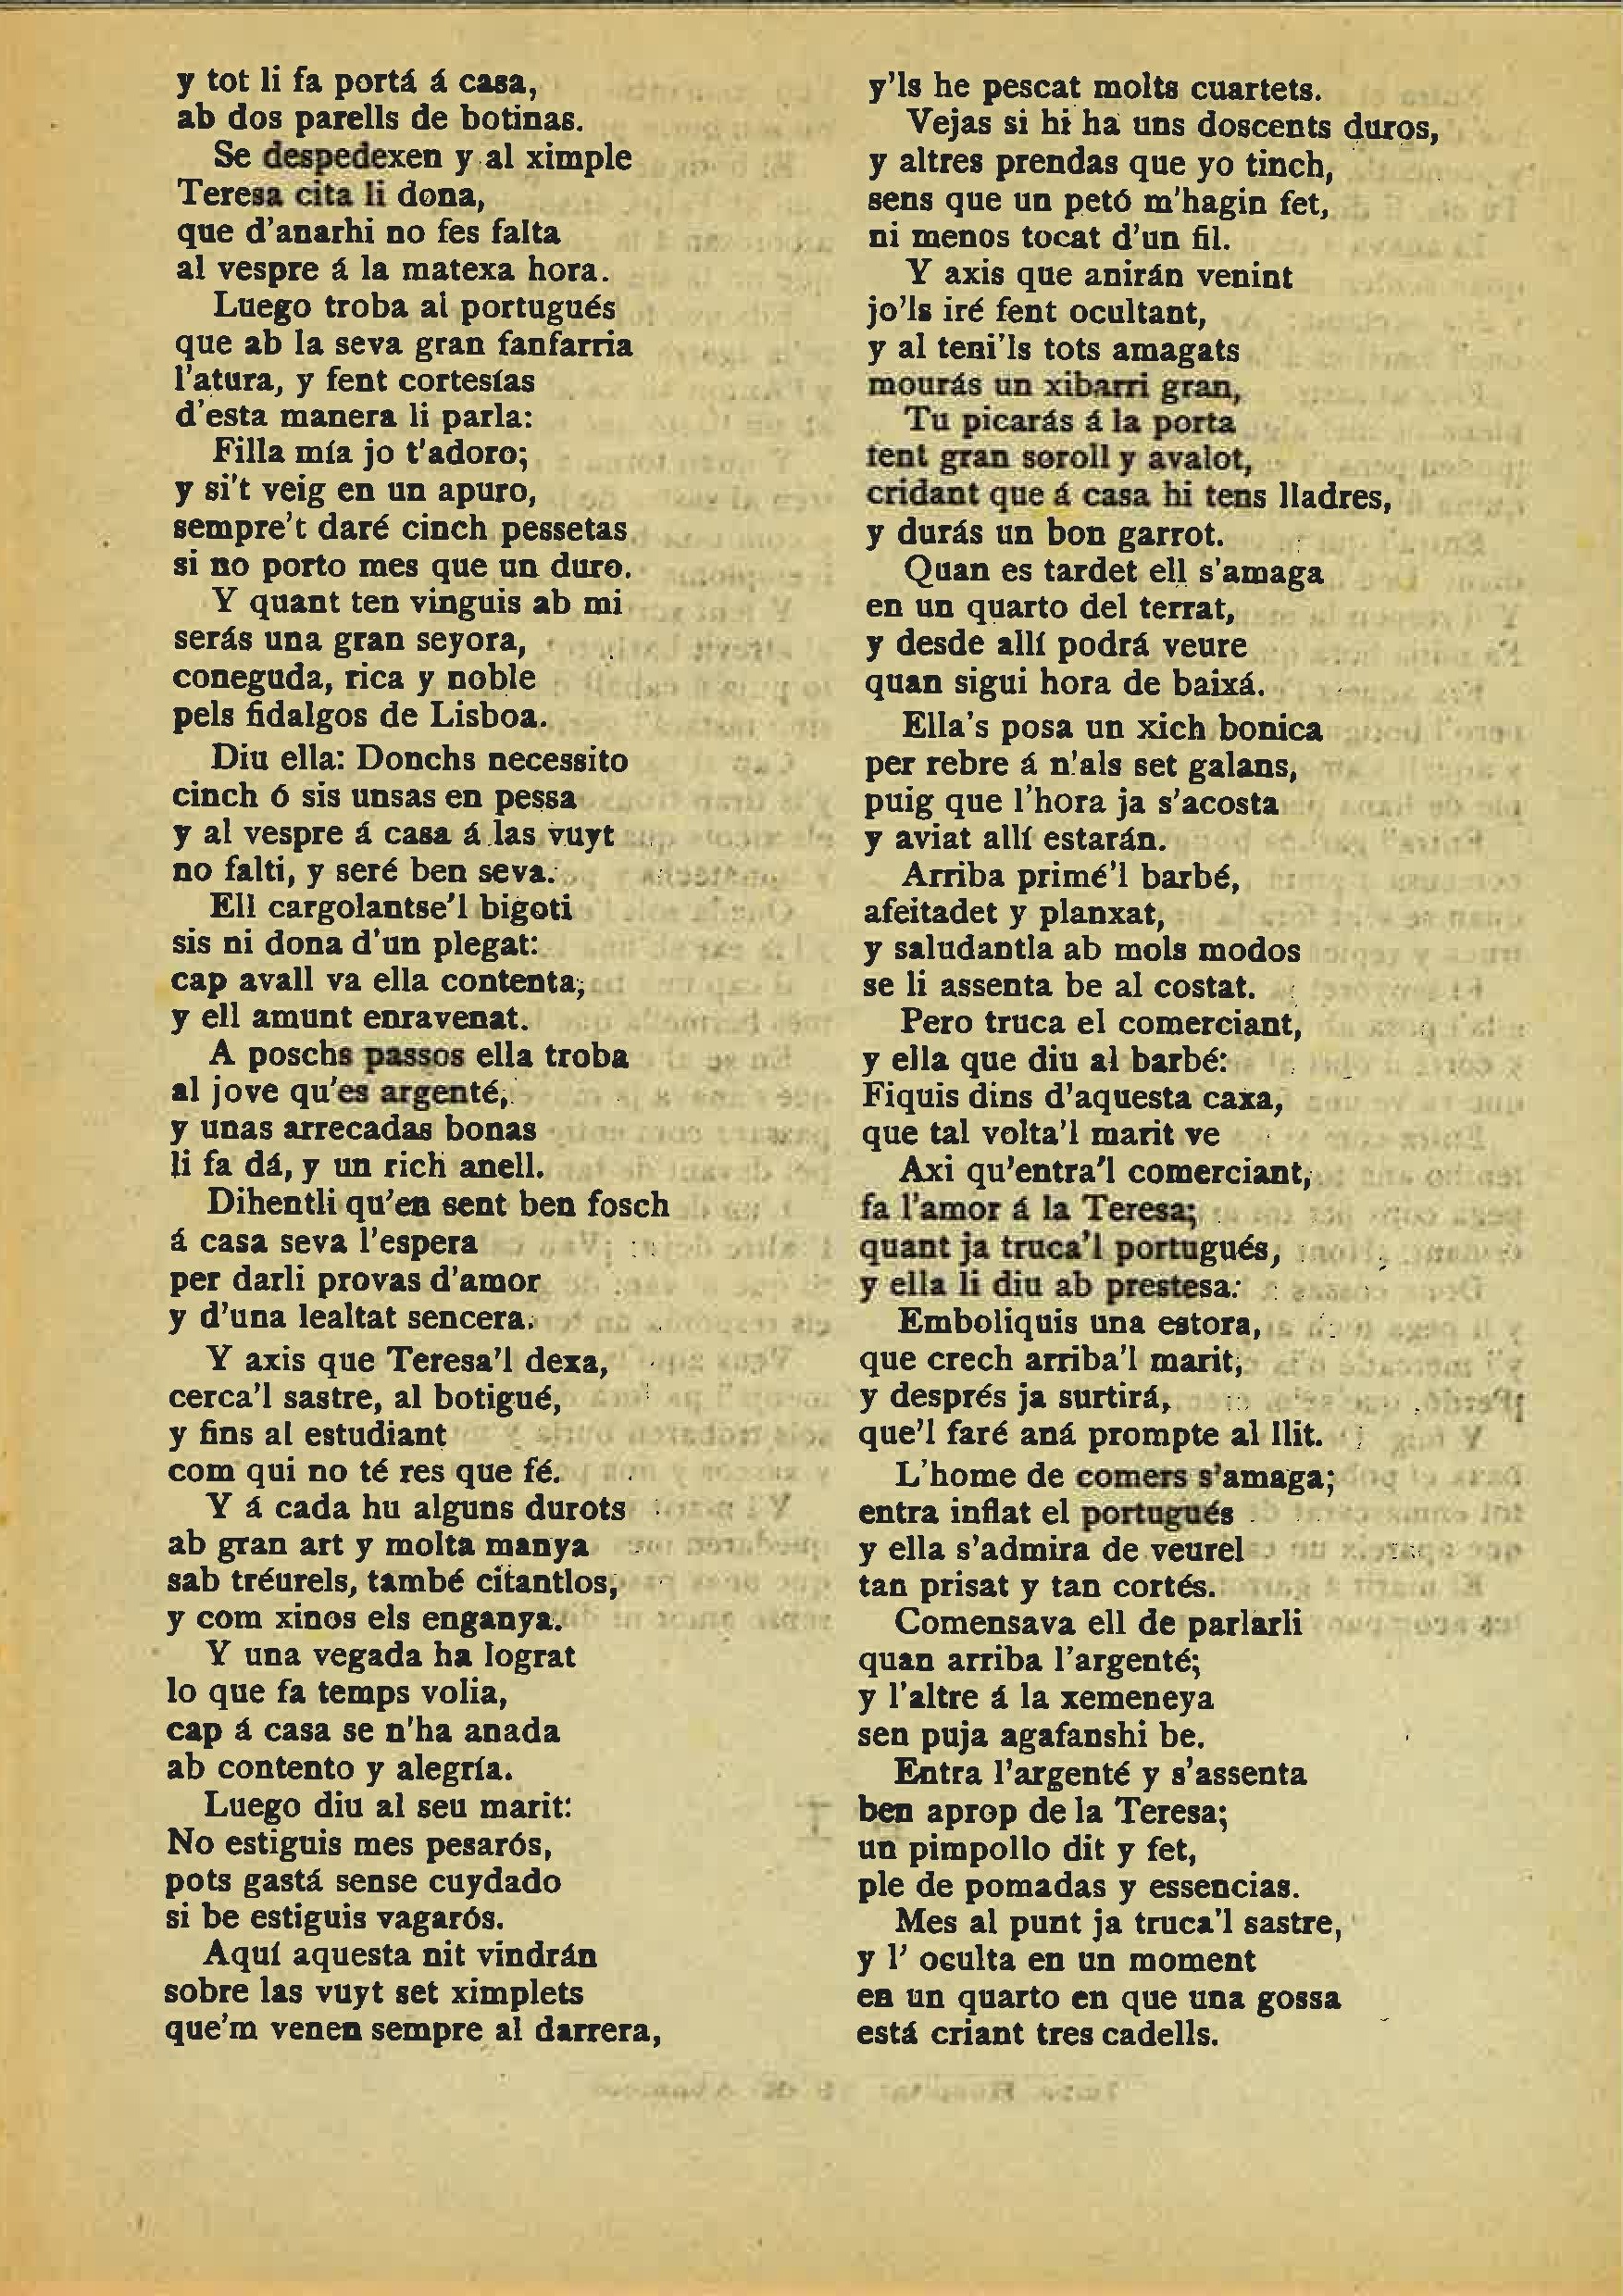 y tot li fa portá á casa,
ab dos parells de botinas.
Se despedexen y al ximple
Teresa cita li dona,
que d'anarhi no fes falta
al vespre á la matexa hora.
Luego troba al portugués
que ab la seva gran fanfarria
l'atura, y fent cortesías
d'esta manera li parla:
Filla mía jo t'adoro;
y si't veig en un apuro,
sempre't daré cinch pessetas
si no porto mes que un duro.
Y quant ten vinguis ab mi
serás una gran seyora,
coneguda, rica y noble
pels fidalgos de Lisboa.
Diu ella: Donchs necessito
cinch ó sis unsas en pessa
y al vespre á casa á las vuyt
no falti, y seré ben seva.
Ell cargolantse'l bigoti
sis ni dona d'un plegat:
cap avall va ella contenta,
y ell amunt enravenat.
A poschs passos ella troba
al jove qu'es argenté,
y unas arrecadas bonas
li fa dá, y un rich anell.
Dihentli qu'en sent ben fosch
á casa seva l'espera
per darli provas d'amor
y d'una lealtat sencera.
Y axis que Teresa'l dexa,
cerca'l sastre, al botigué,
y fins al estudiant
com qui no té res que fé.
Y á cada hu alguns durots
ab gran art y molta manya
sab tréurels, també citantlos,
y com xinos els enganya.
Y una vegada ha lograt
lo que fa temps volia,
cap á casa se n'ha anada
ab contento y alegría.
Luego diu al seu marit:
No estiguis mes pesarós,
pots gastá sense cuydado
si be estiguis vagarós.
Aquí aquesta nit vindrán
sobre las vuyt set ximplets
que'm venen sempre al darrera,
y'ls he pescat molts cuartets.
Vejas si hi ha uns doscents duros,
y altres prendas que yo tinch,
sens que un petó m'hagin fet,
ni menos tocat d'un fil.
Y axis que anirán venint
jo'ls iré fent ocultant,
y al teni'ls tots amagats
mourás un xibarri gran,
Tu picarás á la porta
fent gran soroll y avalot,
cridant que á casa hi tens lladres,
y durás un bon garrot.
Quan es tardet ell s'amaga
en un quarto del terrat,
y desde allí podrá veure
quan sigui hora de baixá.
Ella's posa un xich bonica
per rebre á n'als set galans,
puig que l'hora ja s'acosta
y aviat allí estarán.
Arriba primé'l barbé,
afeitadet y planxat,
y saludantla ab mols modos
se li assenta be al costat.
Pero truca el comerciant,
y ella que diu al barbé:
Fiquis dins d'aquesta caxa,
que tal volta'l marit ve
Axi qu'entra'l comerciant,
fa l'amor á la Teresa;
quant ja truca'l portugués,
y ella li diu ab prestesa:
Emboliquis una estora,
que crech arriba'l marit,
y després ja surtirá,
que'l faré aná prompte al llit.
L'home de comers s'amaga;
entra inflat el portugués
y ella s'admira de veurel
tan prisat y tan cortés.
Comensava ell de parlarli
quan arriba l'argenté;
y l'altre á la xemeneya
sen puja agafanshi be.
Entra l'argenté y s'assenta
ben aprop de la Teresa;
un pimpollo dit y fet,
ple de pomadas y essencias.
Mes al punt ja truca'l sastre,
y l' oculta en un moment
en un quarto en que una gossa
está criant tres cadells.